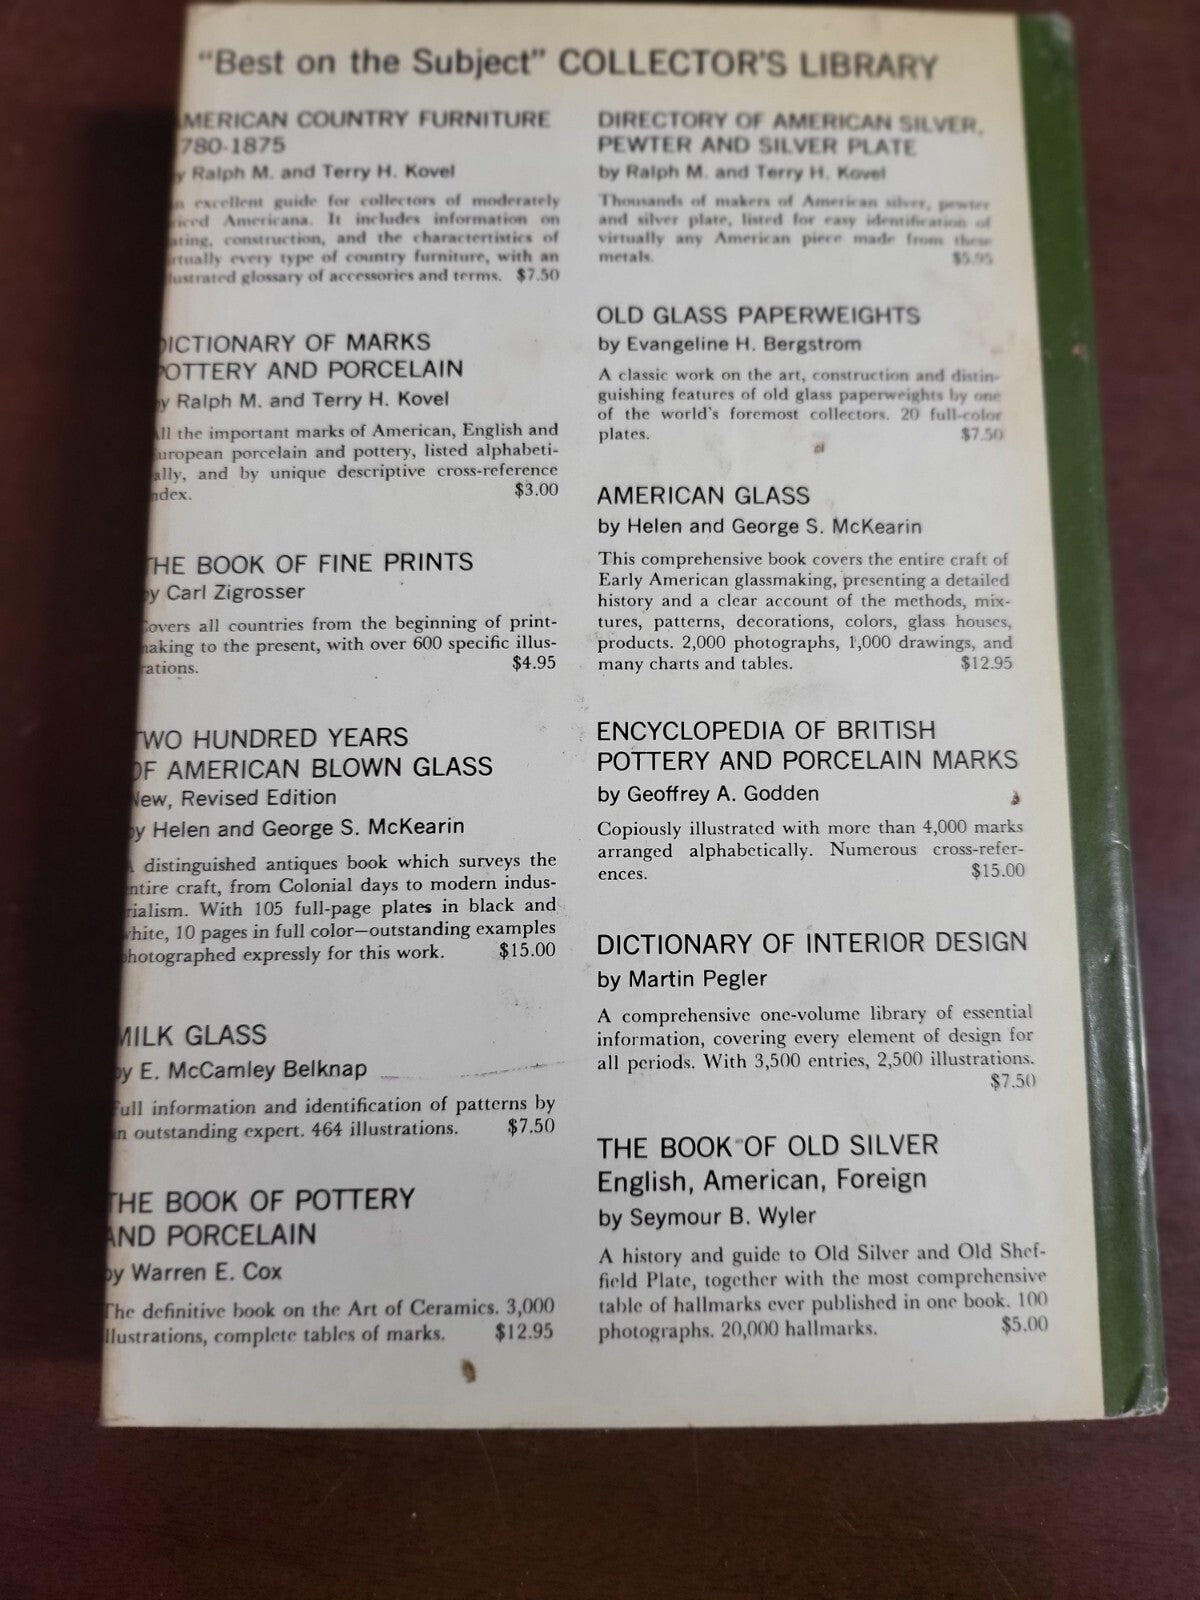 "Best on the Subject" COLLECTOR'S LIBRARY
MERICAN COUNTRY FURNITURE
780-1875
y Ralph M. and Terry H. Kovel
n excellent guide for collectors of moderately
iced Americana. It includes information on
ating, construction, and the charactertistics of
rtually every type of country furniture, with an
lustrated glossary of accessories and terms. $7.50
DICTIONARY OF MARKS
POTTERY AND PORCELAIN
by Ralph M. and Terry H. Kovel
All the important marks of American, English and
uropean porcelain and pottery, listed alphabeti-
ally, and by unique descriptive cross-reference
ndex. $3.00
THE BOOK OF FINE PRINTS
by Carl Zigrosser
Covers all countries from the beginning of print-
making to the present, with over 600 specific illus-
rations. $4.95
TWO HUNDRED YEARS
OF AMERICAN BLOWN GLASS
New, Revised Edition
by Helen and George S. McKearin
A distinguished antiques book which surveys the
entire craft, from Colonial days to modern indus-
rialism. With 105 full-page plates in black and
white, 10 pages in full color—outstanding examples
photographed expressly for this work. $15.00
MILK GLASS
by E. McCamley Belknap
Full information and identification of patterns by
an outstanding expert. 464 illustrations. $7.50
THE BOOK OF POTTERY
AND PORCELAIN
by Warren E. Cox
The definitive book on the Art of Ceramics. 3,000
illustrations, complete tables of marks. $12.95
DIRECTORY OF AMERICAN SILVER,
PEWTER AND SILVER PLATE
by Ralph M. and Terry H. Kovel
Thousands of makers of American silver, pewter
and silver plate, listed for easy identification of
virtually any American piece made from these
metals. $5.95
OLD GLASS PAPERWEIGHTS
by Evangeline H. Bergstrom
A classic work on the art, construction and distin-
guishing features of old glass paperweights by one
of the world's foremost collectors. 20 full-color
plates. $7.50
AMERICAN GLASS
by Helen and George S. McKearin
This comprehensive book covers the entire craft of
Early American glassmaking, presenting a detailed
history and a clear account of the methods, mix-
tures, patterns, decorations, colors, glass houses,
products. 2,000 photographs, 1,000 drawings, and
many charts and tables. $12.95
ENCYCLOPEDIA OF BRITISH
POTTERY AND PORCELAIN MARKS
by Geoffrey A. Godden
Copiously illustrated with more than 4,000 marks
arranged alphabetically. Numerous cross-refer-
ences. $15.00
DICTIONARY OF INTERIOR DESIGN
by Martin Pegler
A comprehensive one-volume library of essential
information, covering every element of design for
all periods. With 3,500 entries, 2,500 illustrations.
$7.50
THE BOOK OF OLD SILVER
English, American, Foreign
by Seymour B. Wyler
A history and guide to Old Silver and Old Shef-
field Plate, together with the most comprehensive
table of hallmarks ever published in one book. 100
photographs. 20,000 hallmarks. $5.00